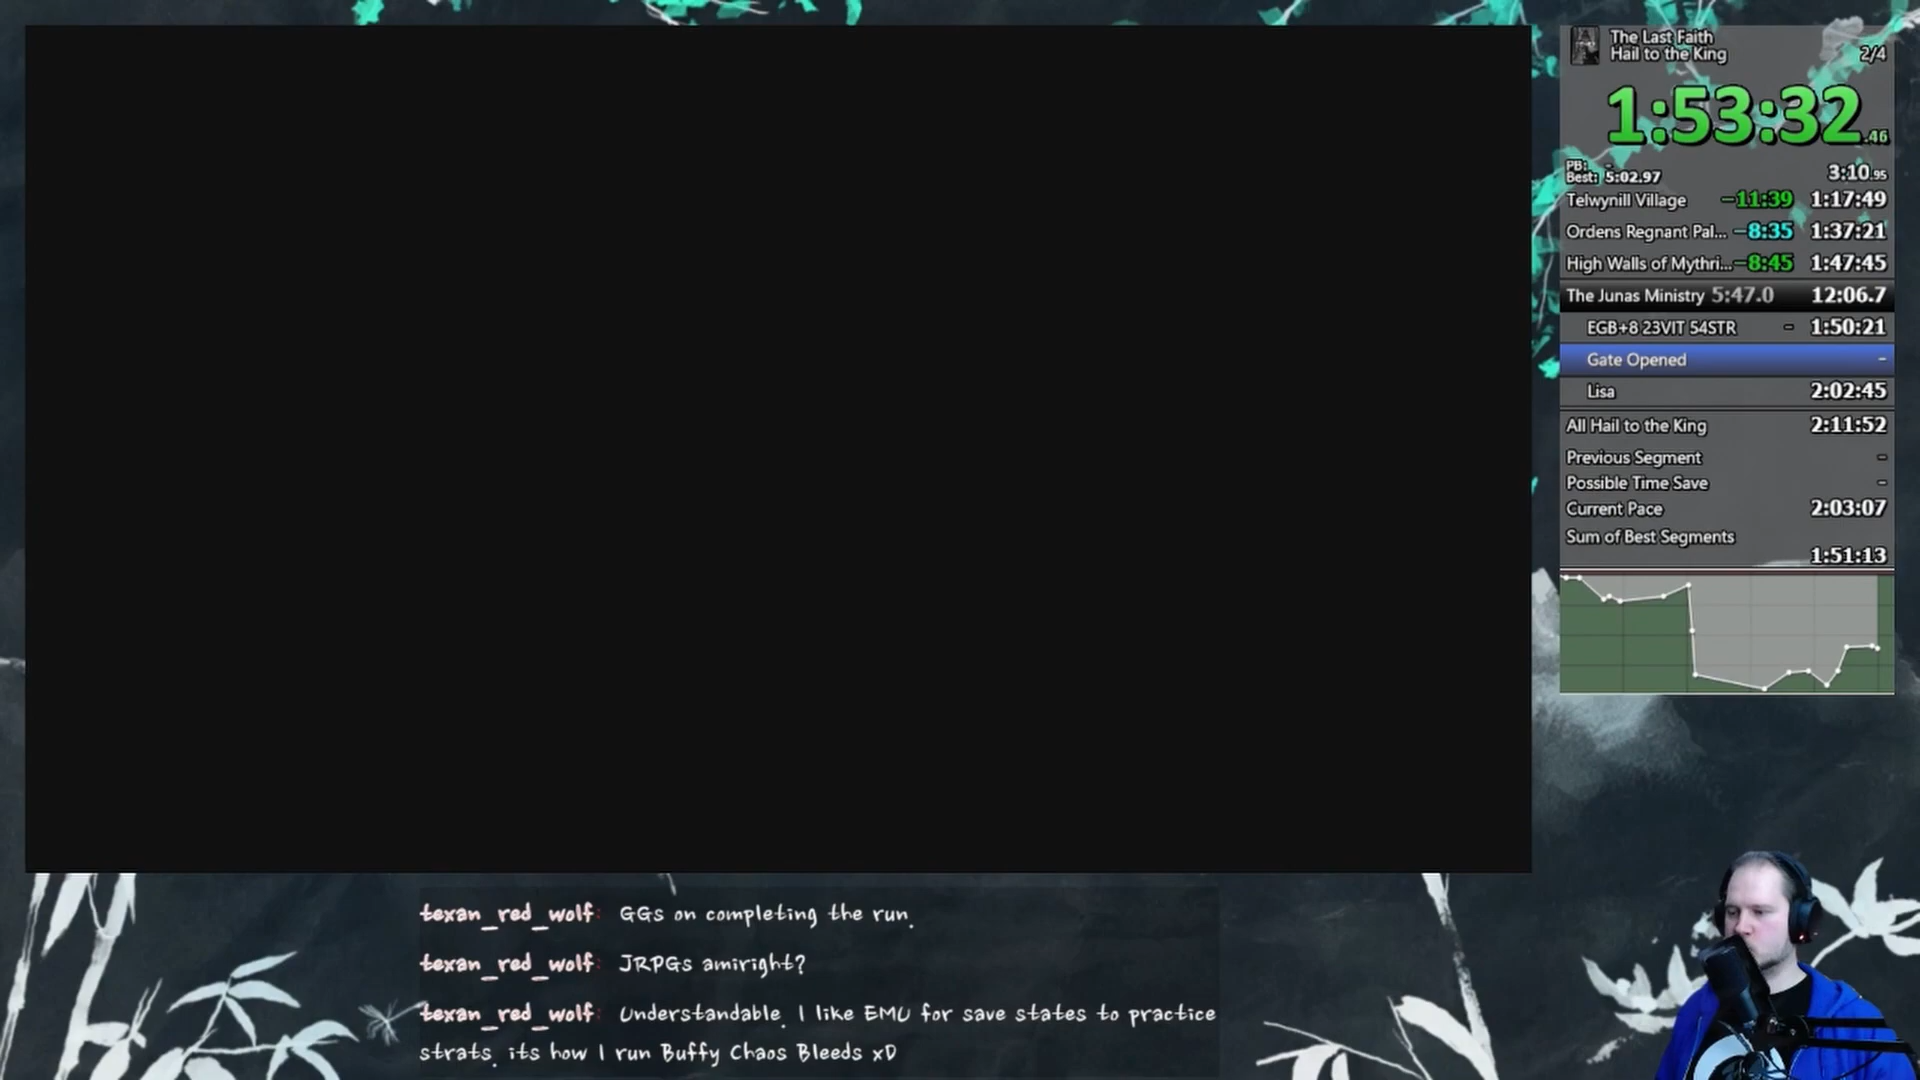 The Last Faith
Hail to the King 2/4
1:53:32.46
PB: -
Best: 5:02.97 3:10.95
Telwynill Village -11:39 1:17:49
Ordens Regnant Pal... -8:35 1:37:21
High Walls of Mythri... -8:45 1:47:45
The Junas Ministry 5:47.0 12:06.7
EGB+8 23VIT 54STR - 1:50:21
Gate Opened -
Lisa 2:02:45
All Hail to the King 2:11:52
Previous Segment -
Possible Time Save -
Current Pace 2:03:07
Sum of Best Segments
1:51:13
texan_red_wolf: GGs on completing the run.
texan_red_wolf: JRPGs amiright?
texan_red_wolf: Understandable. I like EMU for save states to practice
strats. its how I run Buffy Chaos Bleeds xD